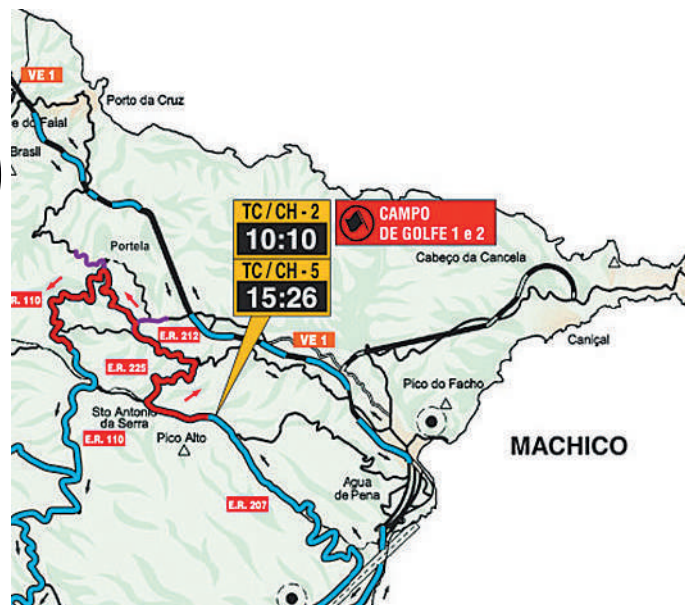 VE 1
Porto da Cruz
e do Faial
Brasil
TC / CH - 2
10:10
TC / CH - 5
15:26
CAMPO
DE GOLFE 1 e 2
Portela
Cabeço da Cancela
E.R. 110
E.R. 212
VE 1
Caniçal
E.R. 225
Pico do Facho
Sto Antonio
da Serra
E.R. 110
Pico Alto
MACHICO
Agua
de Pena
E.R. 207